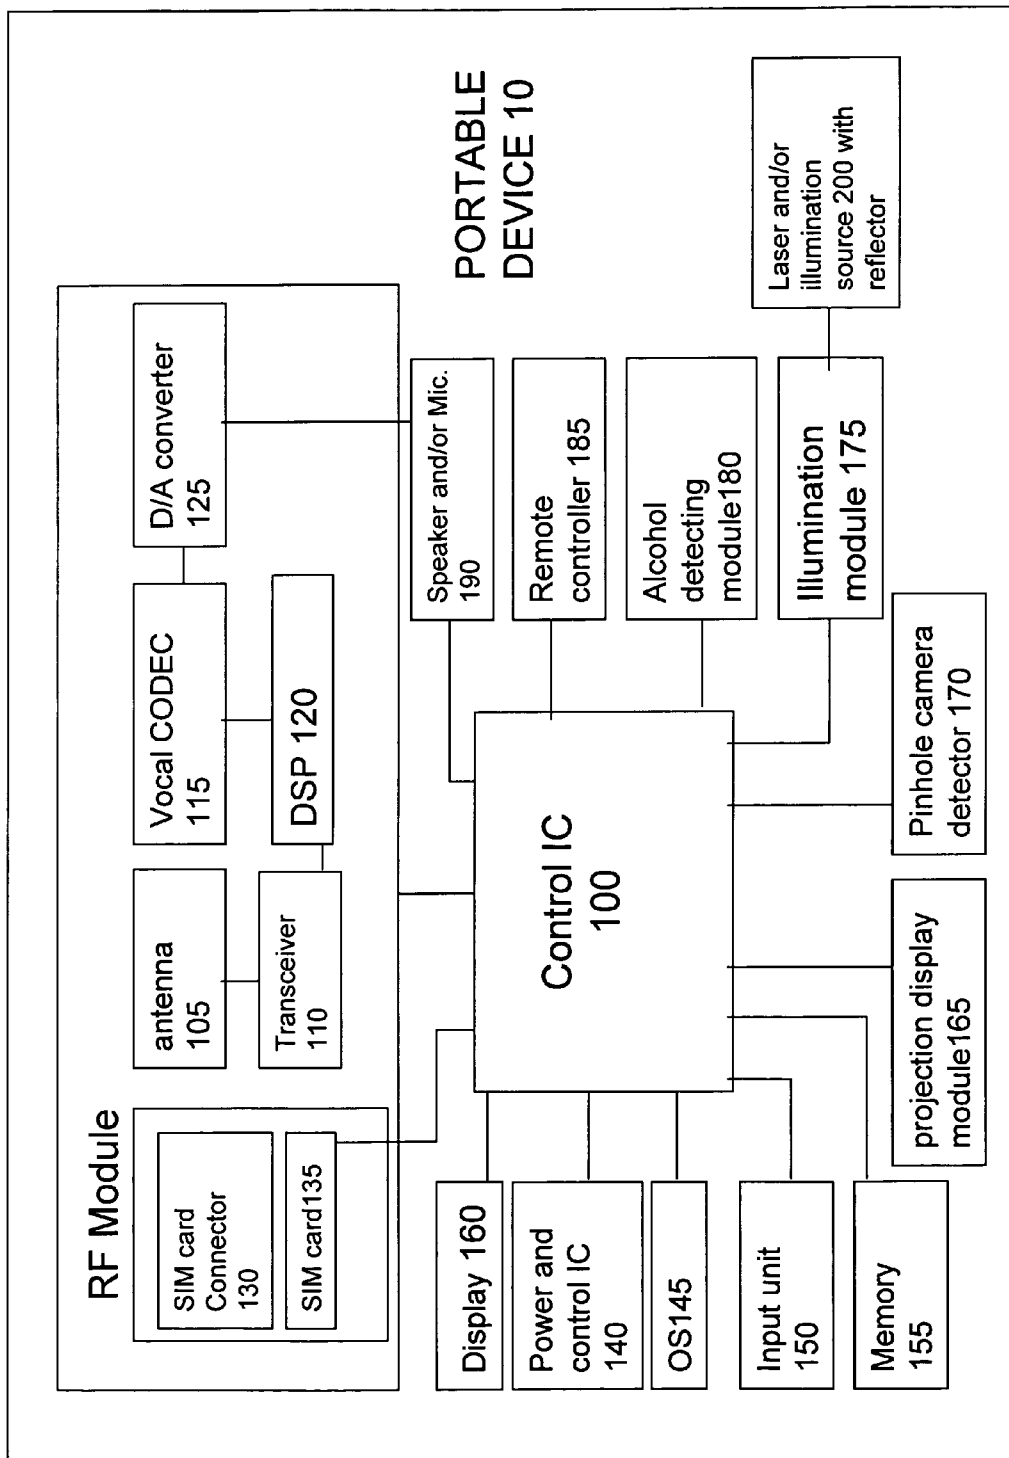 RF Module
SIM card
Connector
130
SIM card135
antenna
105
Transceiver
110
Vocal CODEC
115
DSP 120
D/A converter
125
PORTABLE
DEVICE 10
Display 160
Power and
control IC
140
OS145
Input unit
150
Memory
155
Control IC
100
Speaker and/or Mic.
190
Remote
controller 185
Alcohol
detecting
module180
Illumination
module 175
Laser and/or
illumination
source 200 with
reflector
projection display
module165
Pinhole camera
detector 170